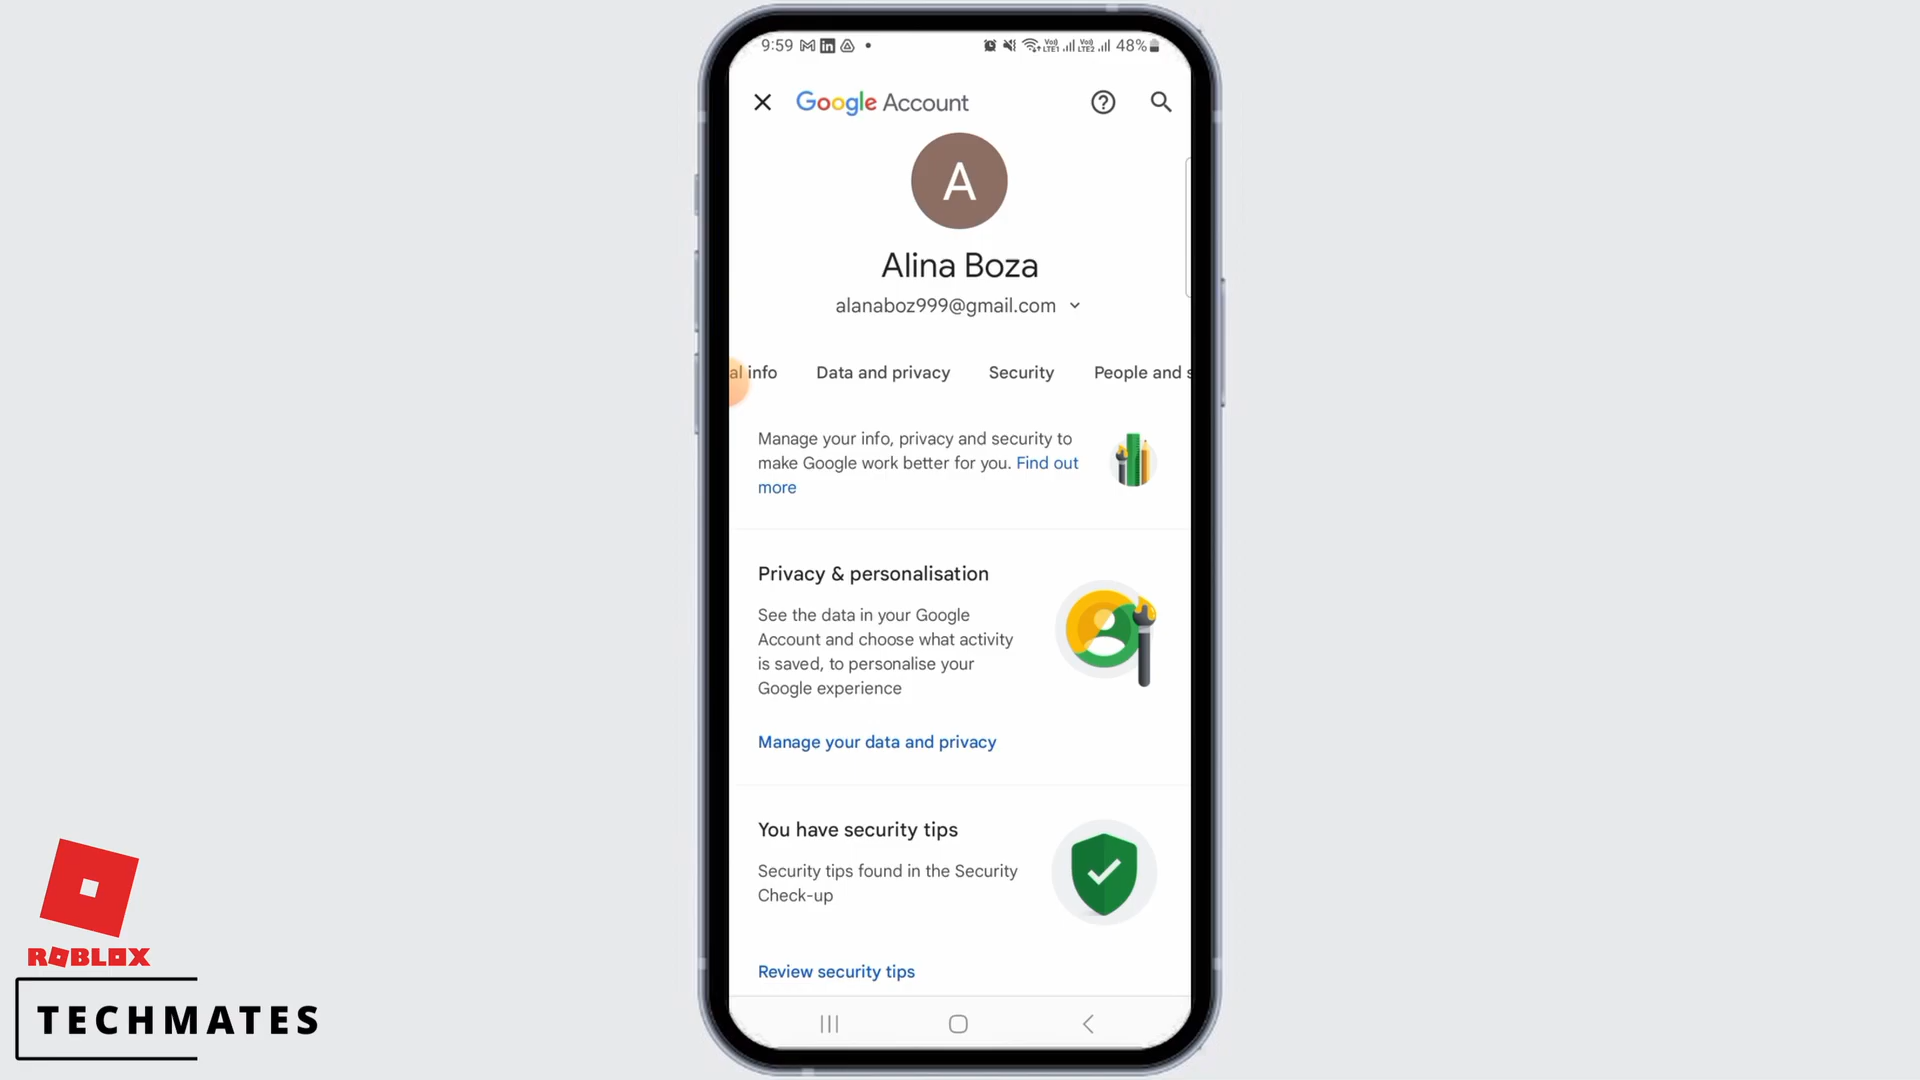 9:59
48%
Google Account
A
Alina Boza
alanaboz999@gmail.com
al info Data and privacy Security People and s
Manage your info, privacy and security to
make Google work better for you. Find out
more
Privacy & personalisation
See the data in your Google
Account and choose what activity
is saved, to personalise your
Google experience
Manage your data and privacy
You have security tips
Security tips found in the Security
Check-up
Review security tips
ROBLOX
TECHMATES